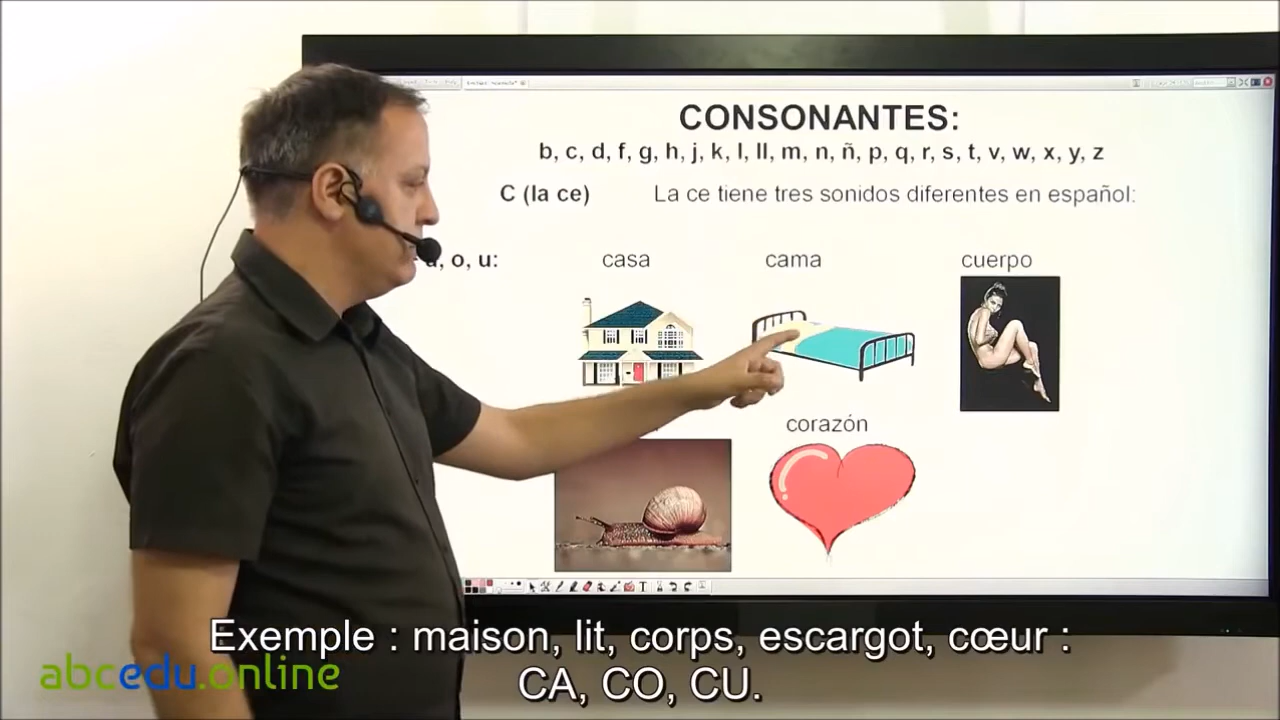 CONSONANTES:
b, c, d, f, g, h, j, k, l, ll, m, n, ñ, p, q, r, s, t, v, w, x, y, z
C (la ce) La ce tiene tres sonidos diferentes en español:
a, o, u: casa cama cuerpo
corazón
Exemple : maison, lit, corps, escargot, cœur :
CA, CO, CU.
abcedu.online